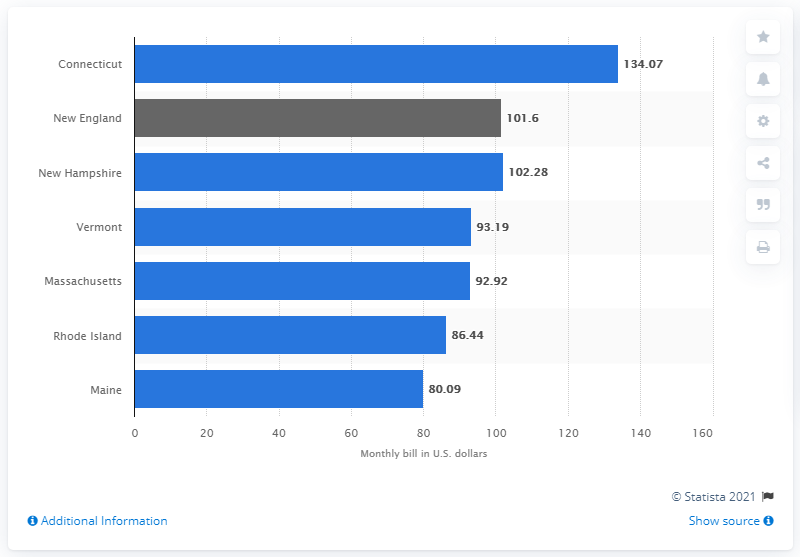 Connecticut 134.07
New England 101.6
New Hampshire 102.28
Vermont 93.19
Massachusetts 92.92
Rhode Island 86.44
Maine 80.09
0 20 40 60 80 100 120 140 160
Monthly bill in U.S. dollars
© Statista 2021
Additional Information Show source